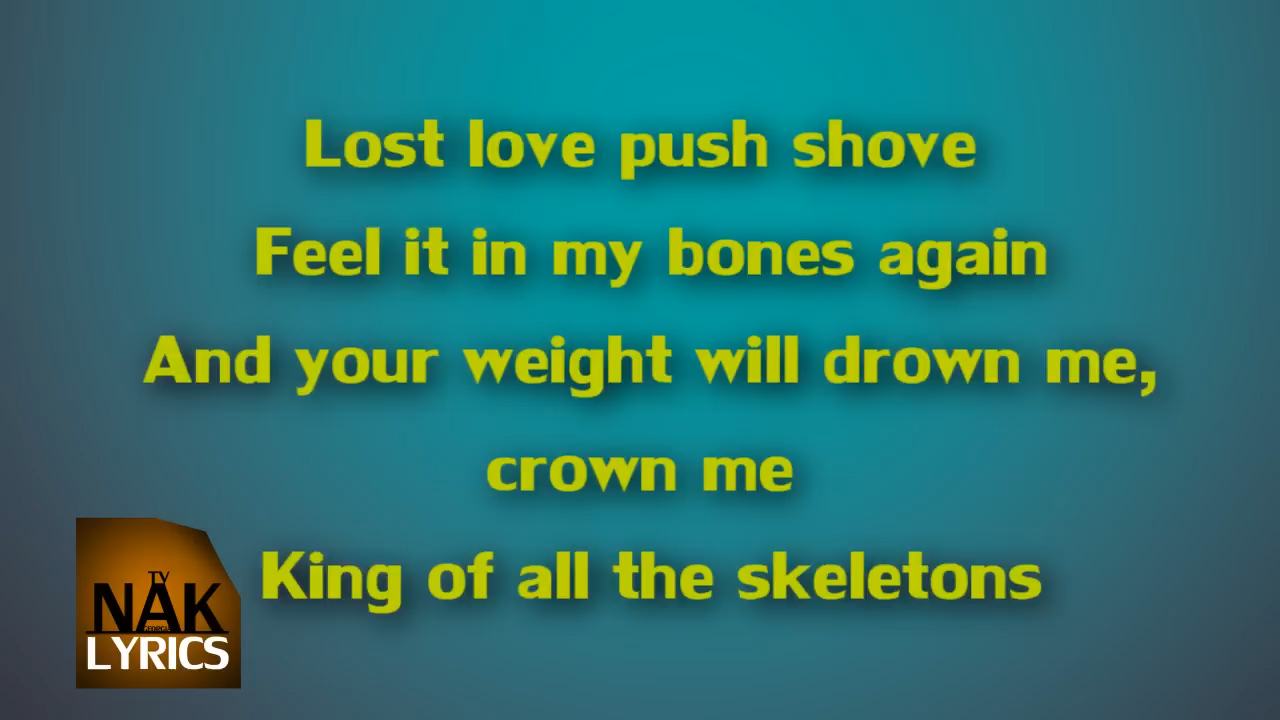 Lost love push shove
Feel it in my bones again
And your weight will drown me,
crown me
King of all the skeletons
TV
NAK
LYRICS